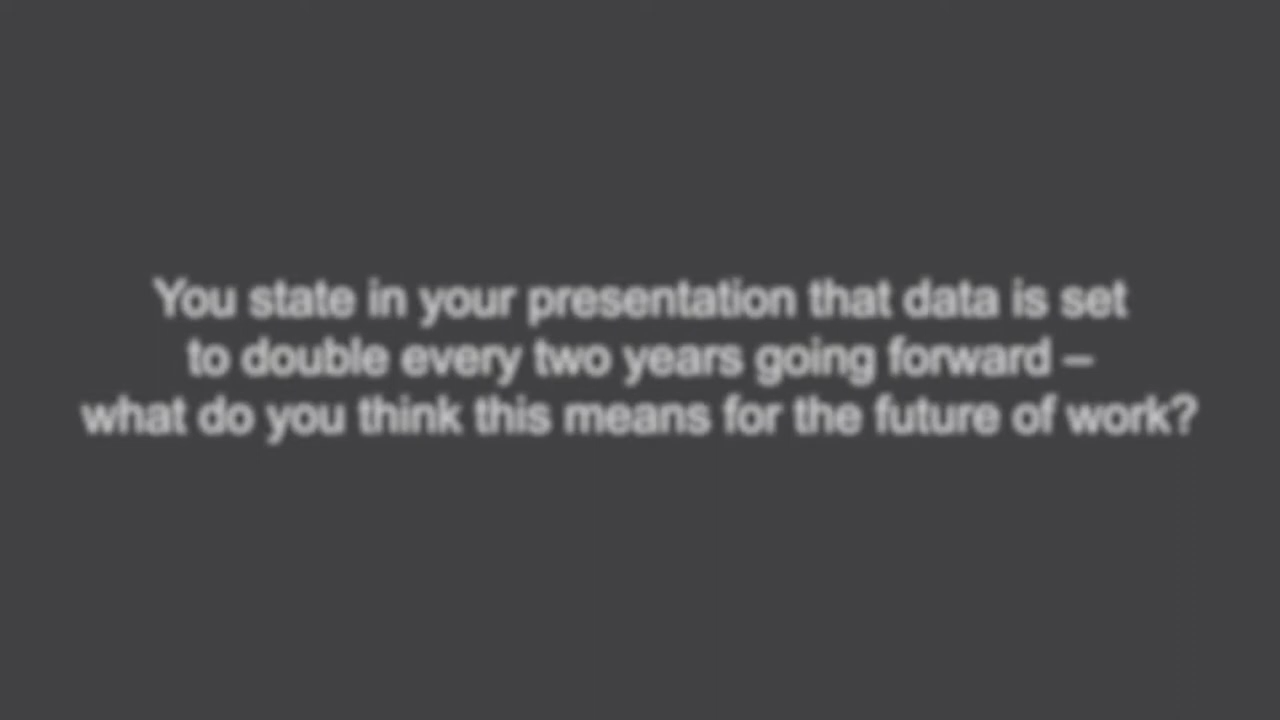 You state in your presentation that data is set
to double every two years going forward –
what do you think this means for the future of work?